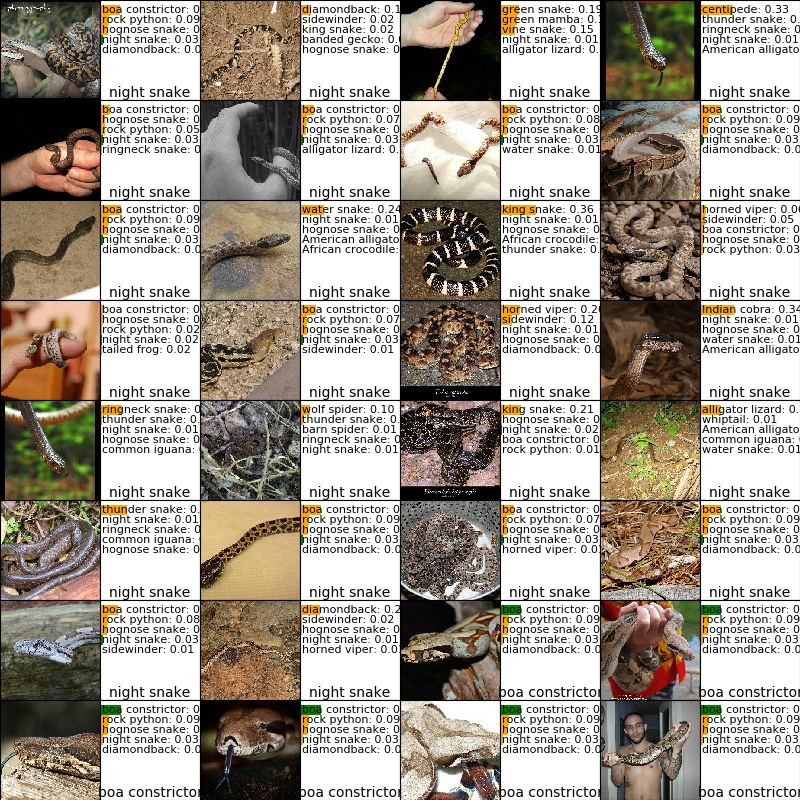 boa constrictor: 0
rock python: 0.09
hognose snake: 0
night snake: 0.03
diamondback: 0.0
night snake
diamondback: 0.1
sidewinder: 0.02
king snake: 0.02
banded gecko: 0.
hognose snake: 0
night snake
green snake: 0.19
green mamba: 0.
vine snake: 0.15
night snake: 0.01
alligator lizard: 0.
night snake
centipede: 0.33
thunder snake: 0.
ringneck snake: 0
night snake: 0.01
American alligato
night snake
boa constrictor: 0
hognose snake: 0
rock python: 0.05
night snake: 0.03
ringneck snake: 0
night snake
boa constrictor: 0
rock python: 0.07
hognose snake: 0
night snake: 0.03
alligator lizard: 0.
night snake
boa constrictor: 0
rock python: 0.08
hognose snake: 0
night snake: 0.03
water snake: 0.01
night snake
boa constrictor: 0
rock python: 0.09
hognose snake: 0
night snake: 0.03
diamondback: 0.0
night snake
boa constrictor: 0
rock python: 0.09
hognose snake: 0
night snake: 0.03
diamondback: 0.0
night snake
water snake: 0.24
night snake: 0.01
hognose snake: 0
American alligato
African crocodile:
night snake
king snake: 0.36
night snake: 0.01
hognose snake: 0
African crocodile:
thunder snake: 0.
night snake
horned viper: 0.06
sidewinder: 0.05
boa constrictor: 0
hognose snake: 0
rock python: 0.03
night snake
boa constrictor: 0
hognose snake: 0
rock python: 0.02
night snake: 0.02
tailed frog: 0.02
night snake
boa constrictor: 0
rock python: 0.07
hognose snake: 0
night snake: 0.03
sidewinder: 0.01
night snake
horned viper: 0.20
sidewinder: 0.12
night snake: 0.01
hognose snake: 0
diamondback: 0.0
night snake
Indian cobra: 0.34
night snake: 0.01
hognose snake: 0
water snake: 0.01
American alligato
night snake
ringneck snake: 0
thunder snake: 0.
night snake: 0.01
hognose snake: 0
common iguana:
night snake
wolf spider: 0.10
thunder snake: 0.
barn spider: 0.01
ringneck snake: 0
night snake: 0.01
night snake
king snake: 0.21
hognose snake: 0
night snake: 0.02
boa constrictor: 0
rock python: 0.01
night snake
alligator lizard: 0.
whiptail: 0.01
American alligato
common iguana:
water snake: 0.01
night snake
thunder snake: 0.
night snake: 0.01
ringneck snake: 0
common iguana:
hognose snake: 0
night snake
boa constrictor: 0
rock python: 0.09
hognose snake: 0
night snake: 0.03
diamondback: 0.0
night snake
boa constrictor: 0
rock python: 0.07
hognose snake: 0
night snake: 0.03
horned viper: 0.01
night snake
boa constrictor: 0
rock python: 0.09
hognose snake: 0
night snake: 0.03
diamondback: 0.0
night snake
boa constrictor: 0
rock python: 0.08
hognose snake: 0
night snake: 0.03
sidewinder: 0.01
night snake
diamondback: 0.2
sidewinder: 0.02
hognose snake: 0
night snake: 0.01
horned viper: 0.0
night snake
boa constrictor: 0
rock python: 0.09
hognose snake: 0
night snake: 0.03
diamondback: 0.0
boa constrictor
boa constrictor: 0
rock python: 0.09
hognose snake: 0
night snake: 0.03
diamondback: 0.0
boa constrictor
boa constrictor: 0
rock python: 0.09
hognose snake: 0
night snake: 0.03
diamondback: 0.0
boa constrictor
boa constrictor: 0
rock python: 0.09
hognose snake: 0
night snake: 0.03
diamondback: 0.0
boa constrictor
boa constrictor: 0
rock python: 0.09
hognose snake: 0
night snake: 0.03
diamondback: 0.0
boa constrictor
boa constrictor: 0
rock python: 0.09
hognose snake: 0
night snake: 0.03
diamondback: 0.0
boa constrictor